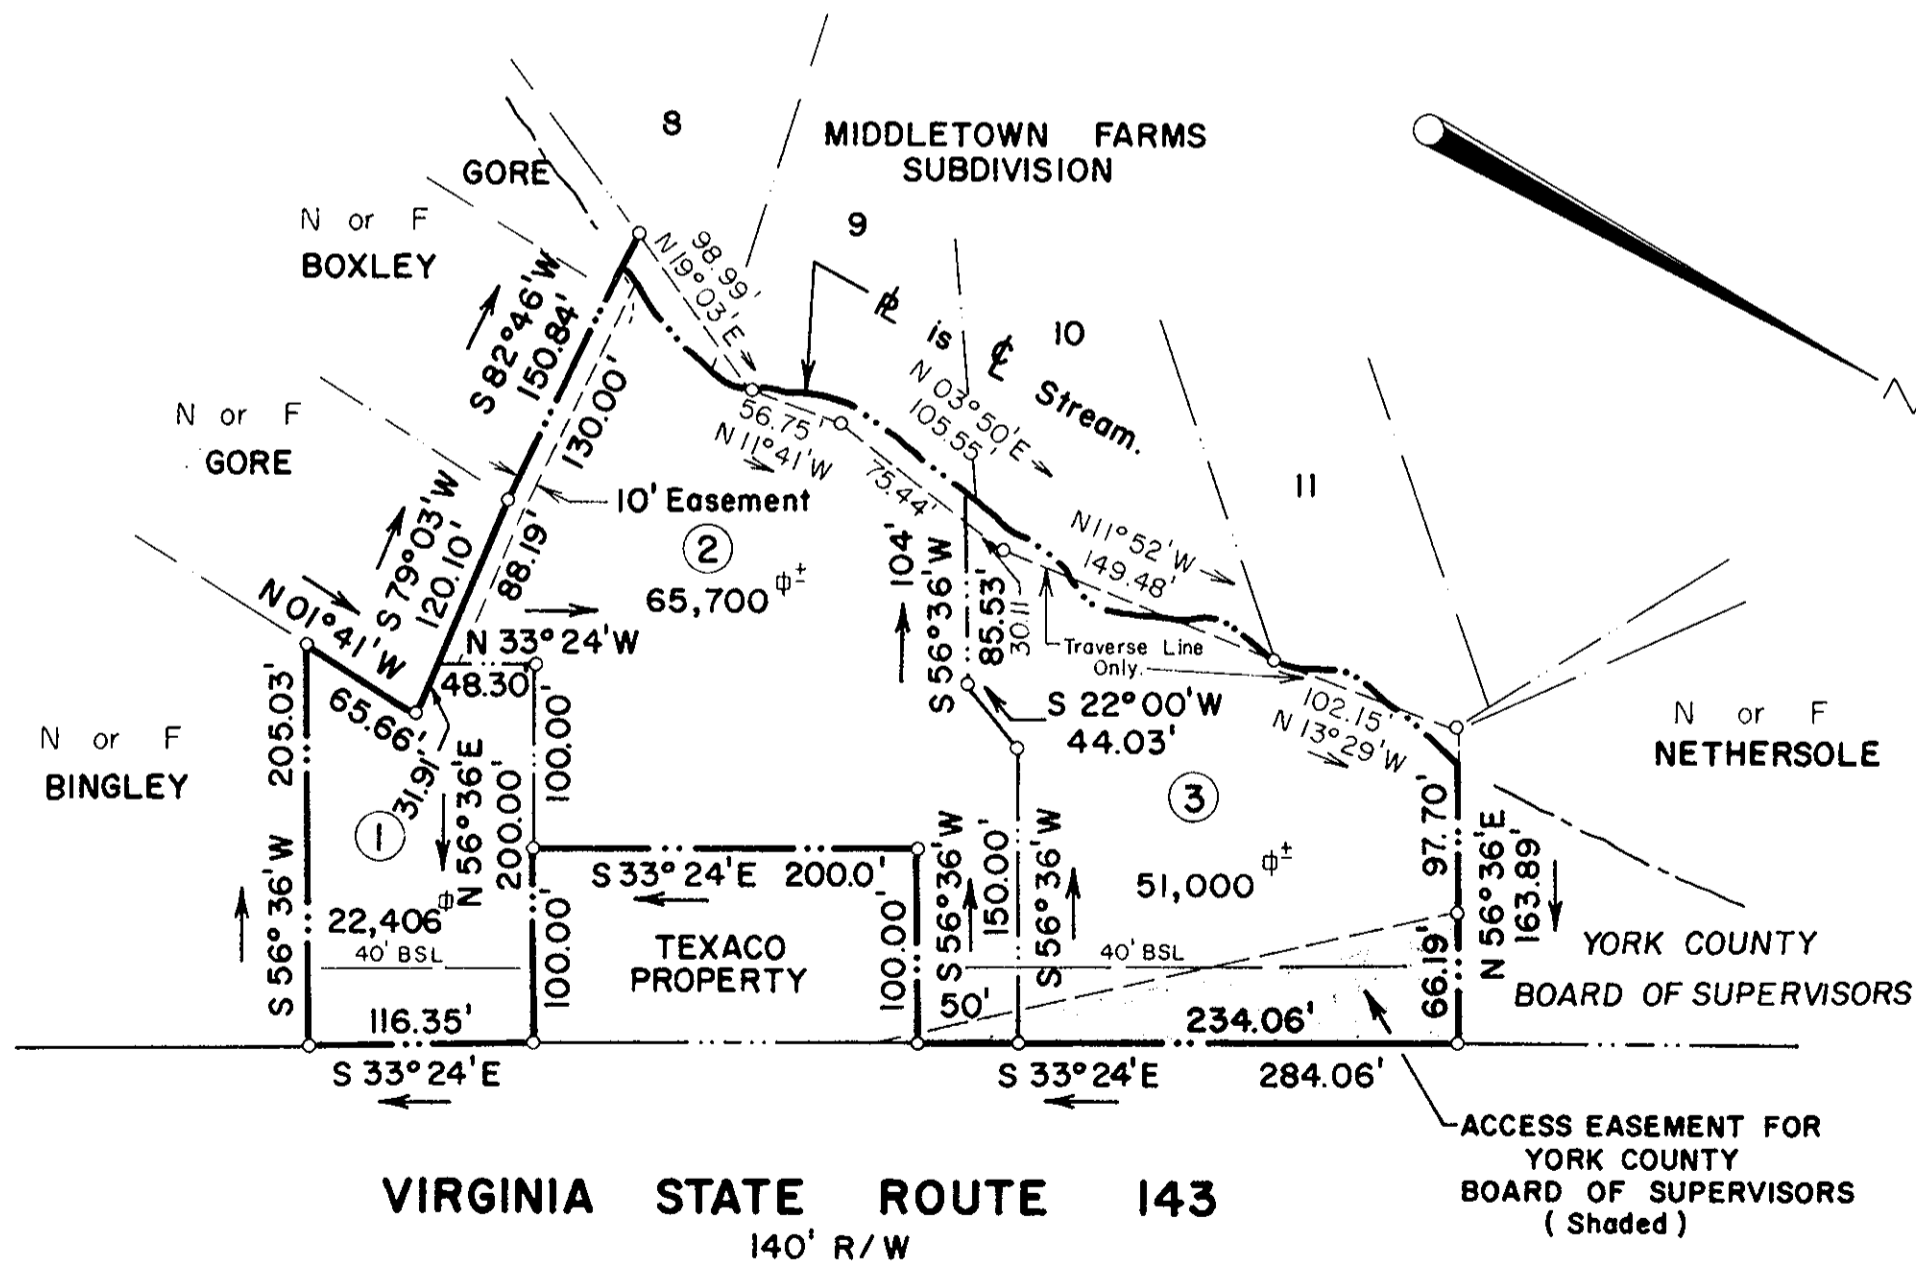 8
MIDDLETOWN FARMS
SUBDIVISION
GORE
N or F
BOXLEY
9
98.99'
N 19°03' E
S 82°46' W
150.84'
130.00'
℄ is ℄ Stream.
10
N 03°50' E
105.55'
56.75'
N 11°41' W
75.44'
N
11
N or F
GORE
S 79°03' W
120.10'
88.19'
10' Easement
2
65,700 ±
104'
S 56°36' W
85.53'
30.11
N 11°52' W
149.48'
Traverse Line
Only.
N 01°41' W
65.66'
N 33°24' W
48.30'
S 22°00' W
44.03'
102.15'
N 13°29' W
N or F
NETHERSOLE
N or F
BINGLEY
205.03'
S 56°36' W
31.91'
N 56°36' E
200.00'
100.00'
1
22,406
40' BSL
S 33°24' E 200.0'
TEXACO
PROPERTY
100.00'
100.00'
S 56°36' W
150.00'
S 56°36' W
3
51,000 ±
40' BSL
97.70'
66.19'
N 56°36' E
163.89'
YORK COUNTY
BOARD OF SUPERVISORS
116.35'
50'
234.06'
S 33°24' E
S 33°24' E
284.06'
ACCESS EASEMENT FOR
YORK COUNTY
BOARD OF SUPERVISORS
( Shaded )
VIRGINIA STATE ROUTE 143
140' R/W